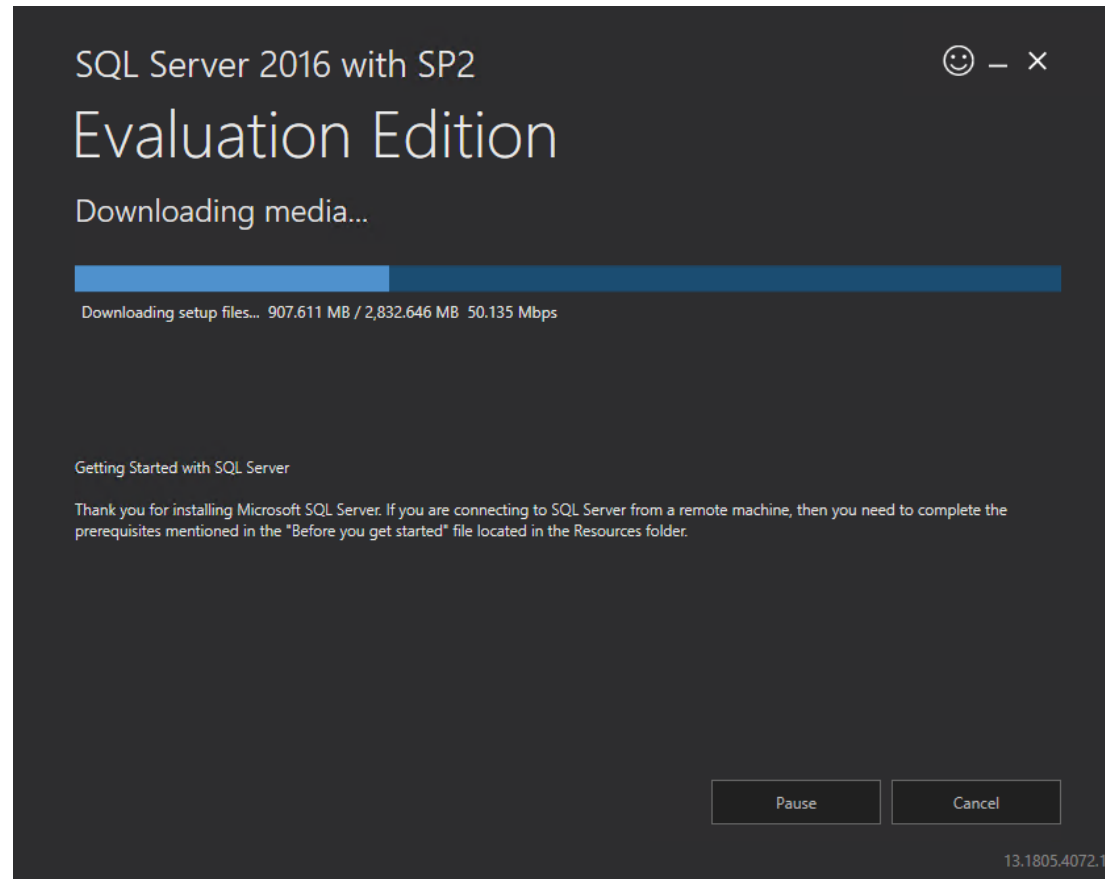 SQL Server 2016 with SP2
Evaluation Edition
Downloading media...
Downloading setup files... 907.611 MB / 2,832.646 MB 50.135 Mbps
Getting Started with SQL Server
Thank you for installing Microsoft SQL Server. If you are connecting to SQL Server from a remote machine, then you need to complete the
prerequisites mentioned in the "Before you get started" file located in the Resources folder.
Pause Cancel
13.1805.4072.1